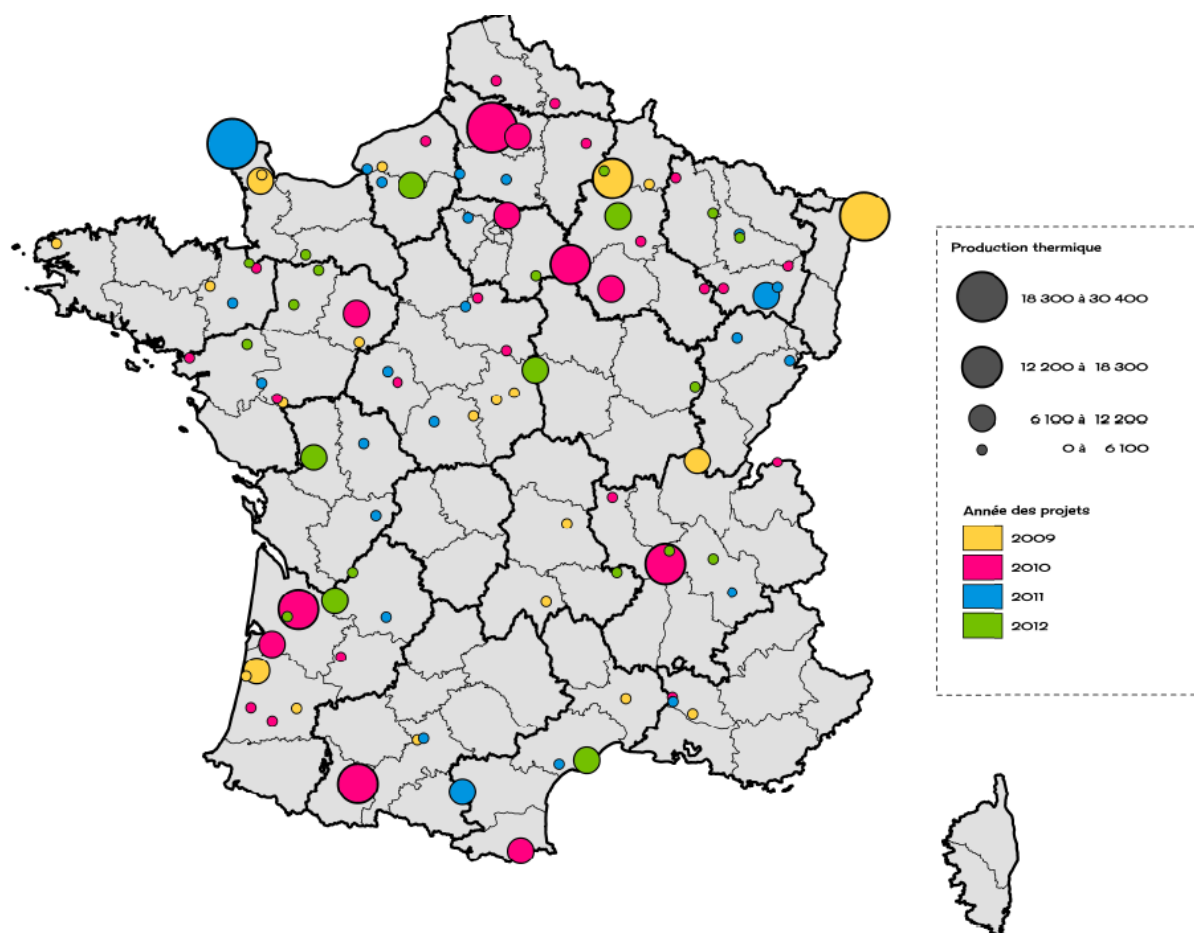 Production thermique
18 300 à 30 400
12 200 à 18 300
6 100 à 12 200
0 à 6 100
Année des projets
2009
2010
2011
2012